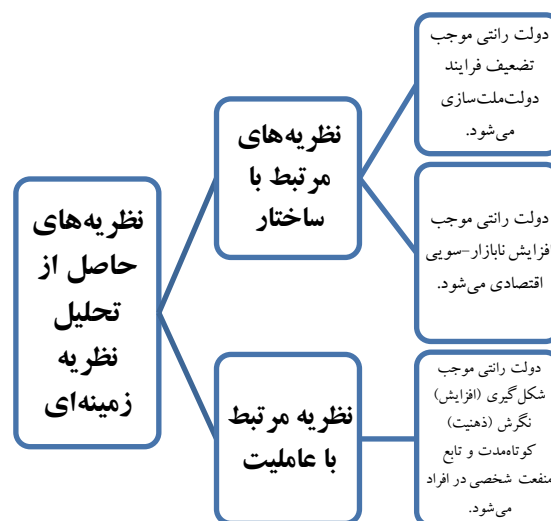 نظریه‌های
حاصل از
تحلیل
نظریه
زمینه‌ای
نظریه‌های
مرتبط با
ساختار
دولت رانتی موجب
تضعیف فرایند
دولت‌ملت‌سازی
می‌شود.
دولت رانتی موجب
افزایش نابازار-سویی
اقتصادی می‌شود.
نظریه مرتبط
با عاملیت
دولت رانتی موجب
شکل‌گیری (افزایش)
نگرش (ذهنیت)
کوتاه‌مدت و تابع
منفعت شخصی در افراد
می‌شود.